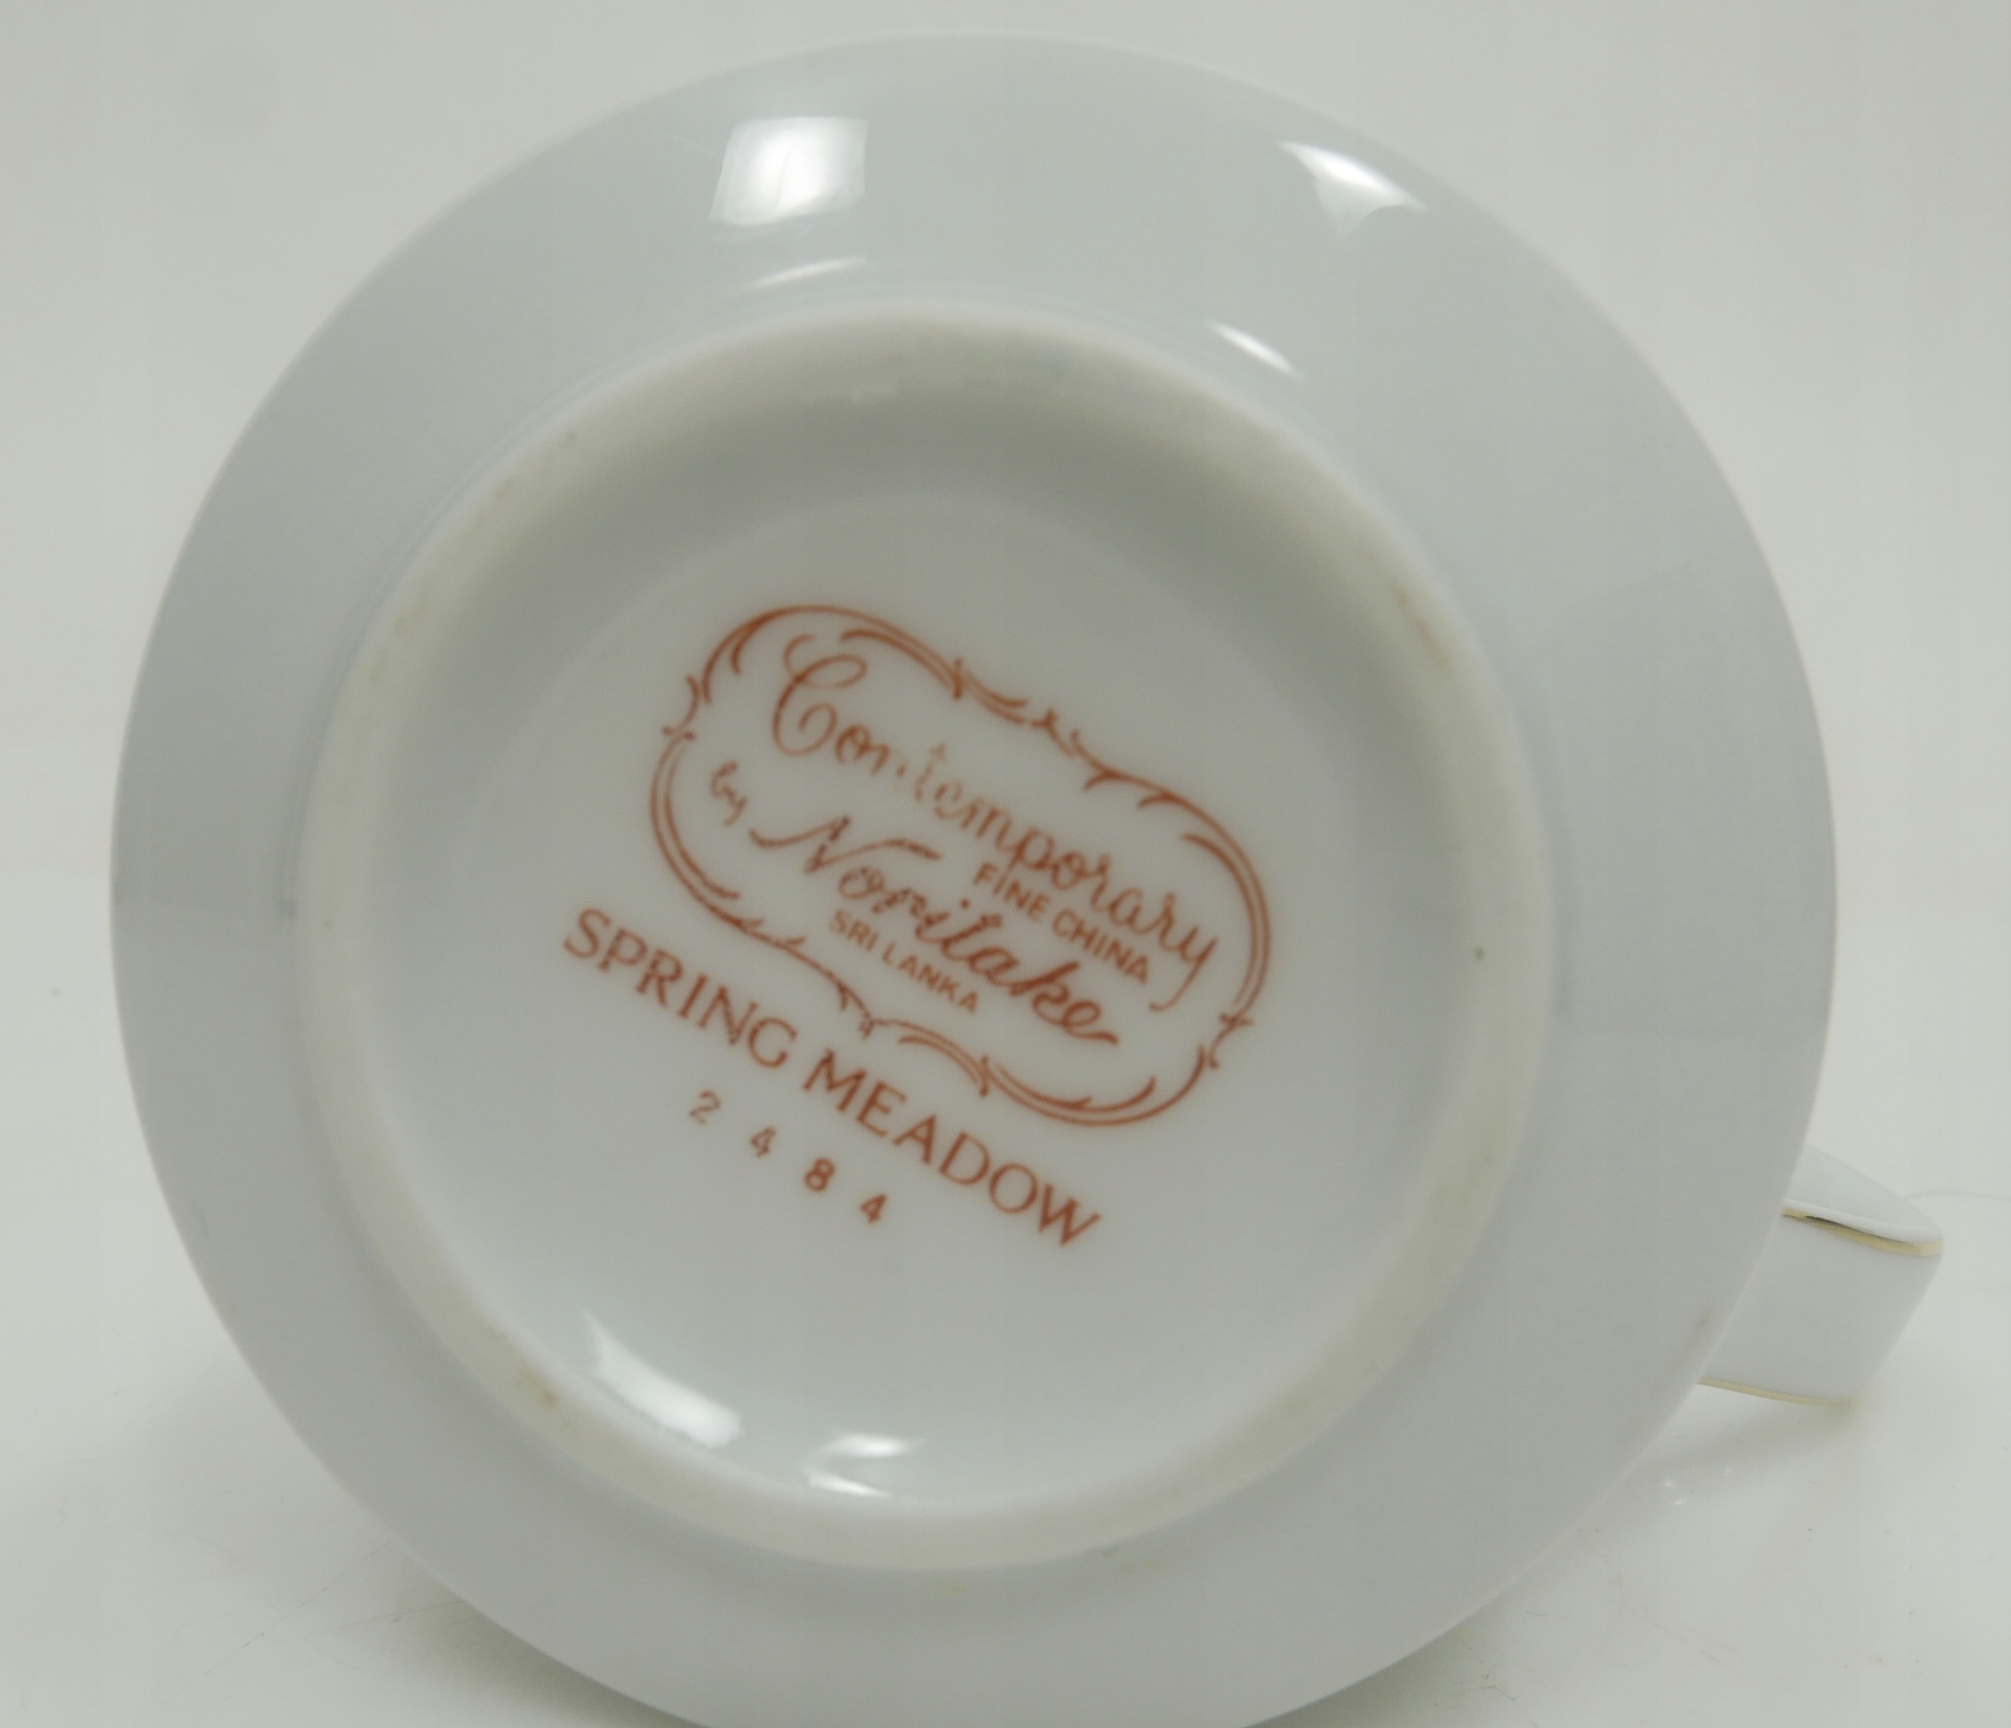 Contemporary
FINE CHINA
by Noritake
SRI LANKA
SPRING MEADOW
2484